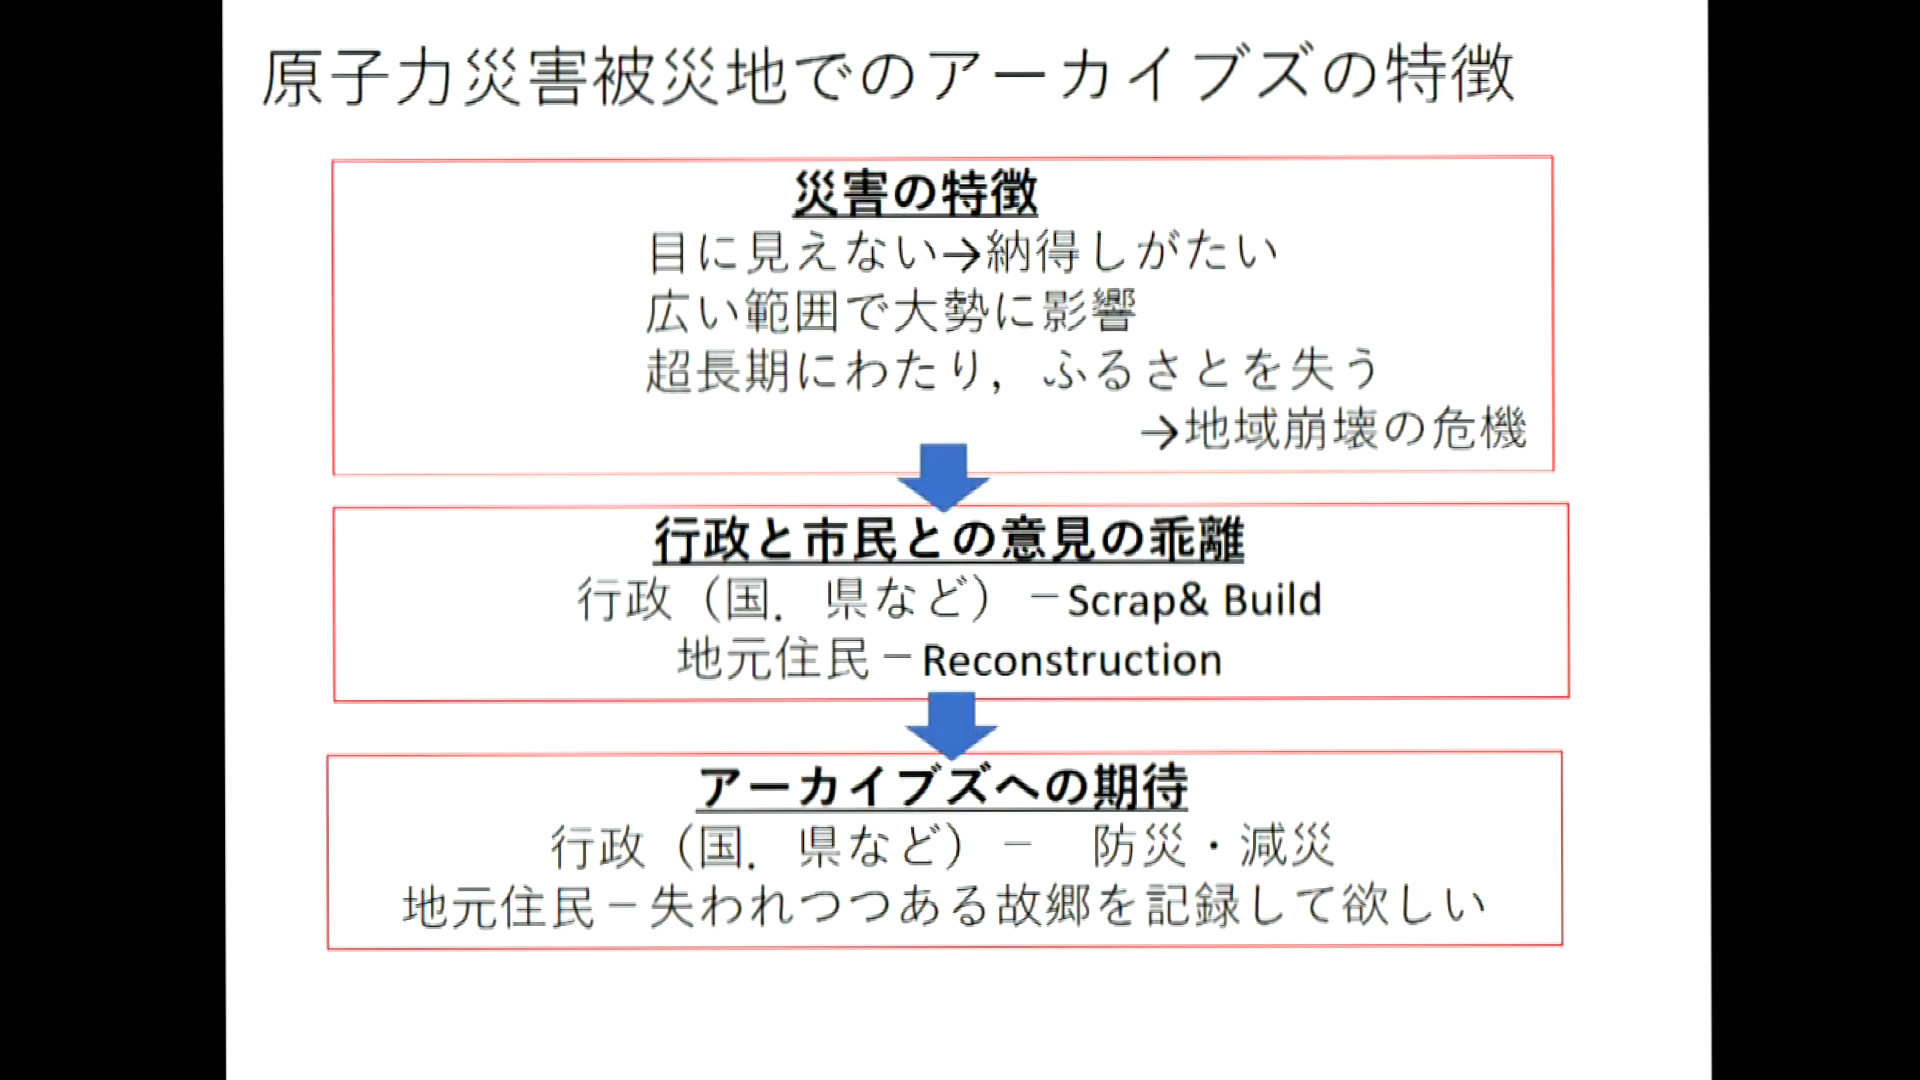 原子力災害被災地でのアーカイブズの特徴
災害の特徴
目に見えない→納得しがたい
広い範囲で大勢に影響
超長期にわたり，ふるさとを失う
→地域崩壊の危機
行政と市民との意見の乖離
行政（国．県など）－Scrap& Build
地元住民－Reconstruction
アーカイブズへの期待
行政（国．県など）－　防災・減災
地元住民－失われつつある故郷を記録して欲しい